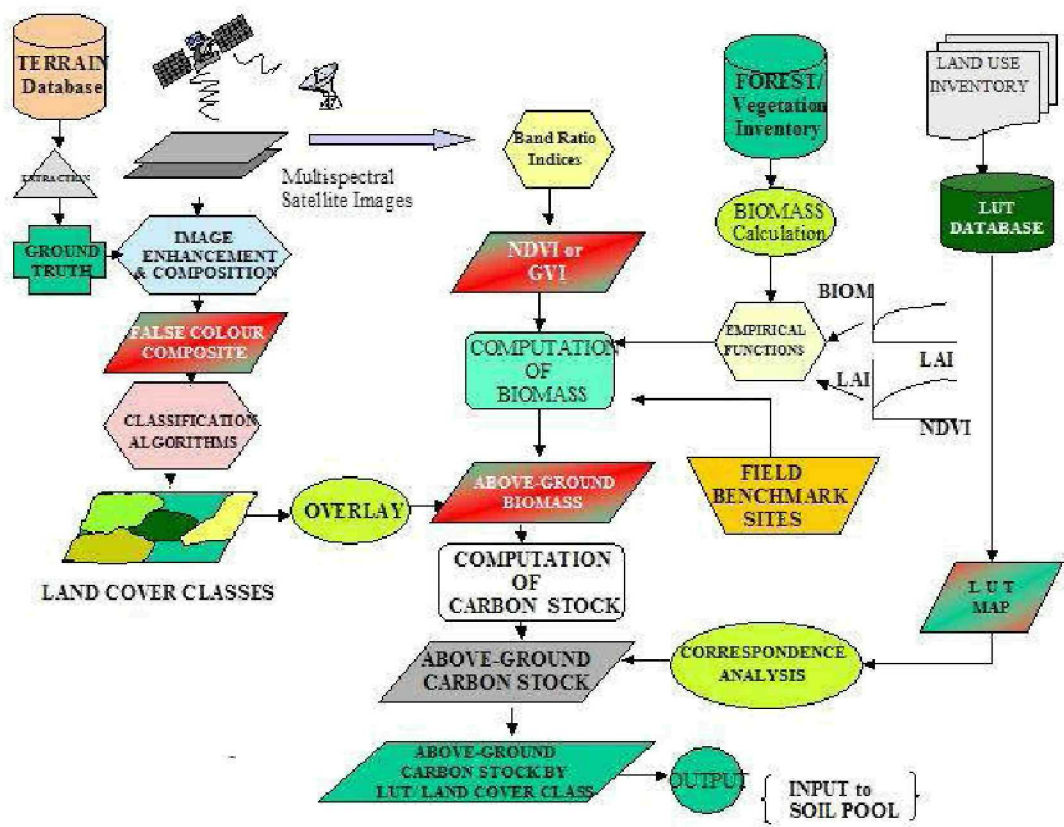 TERRAIN
Database
EXTRACTION
GROUND
TRUTH
Multispectral
Satellite Images
IMAGE
ENHANCEMENT
& COMPOSITION
FALSE COLOUR
COMPOSITE
CLASSIFICATION
ALGORITHMS
LAND COVER CLASSES
OVERLAY
Band Ratio
Indices
NDVI or
GVI
COMPUTATION
OF
BIOMASS
ABOVE-GROUND
BIOMASS
COMPUTATION
OF
CARBON STOCK
ABOVE-GROUND
CARBON STOCK
ABOVE-GROUND
CARBON STOCK BY
LUT/ LAND COVER CLASS
OUTPUT
INPUT to
SOIL POOL
FOREST/
Vegetation
Inventory
BIOMASS
Calculation
EMPIRICAL
FUNCTIONS
BIOM
LAI
LAI
NDVI
FIELD
BENCHMARK
SITES
LAND USE
INVENTORY
LUT
DATABASE
L U T
MAP
CORRESPONDENCE
ANALYSIS